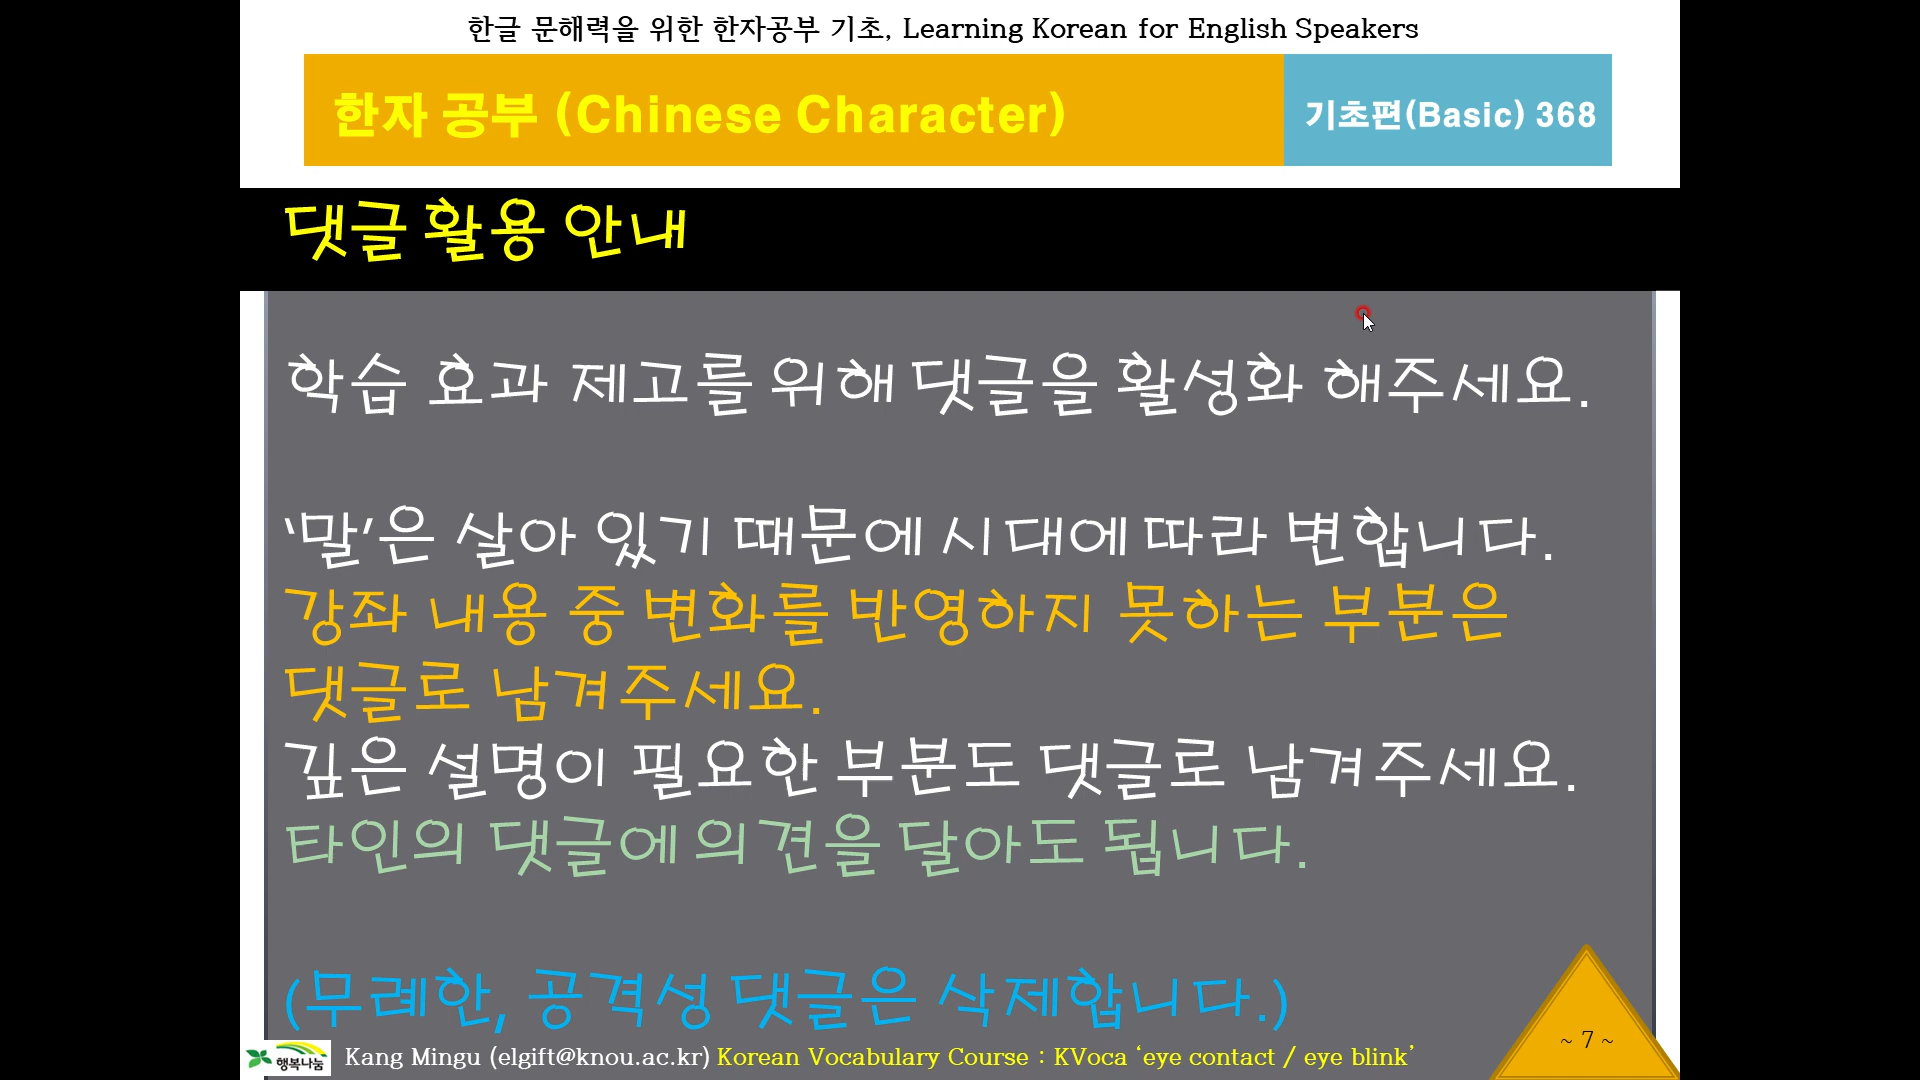 한글 문해력을 위한 한자공부 기초, Learning Korean for English Speakers
한자 공부 (Chinese Character)
기초편(Basic) 368
댓글 활용 안내
학습 효과 제고를 위해 댓글을 활성화 해주세요.
‘말’은 살아 있기 때문에 시대에 따라 변합니다.
강좌 내용 중 변화를 반영하지 못하는 부분은
댓글로 남겨주세요.
깊은 설명이 필요한 부분도 댓글로 남겨주세요.
타인의 댓글에 의견을 달아도 됩니다.
(무례한, 공격성 댓글은 삭제합니다.)
~ 7 ~
행복나눔 Kang Mingu (elgift@knou.ac.kr) Korean Vocabulary Course : KVoca ‘eye contact / eye blink’